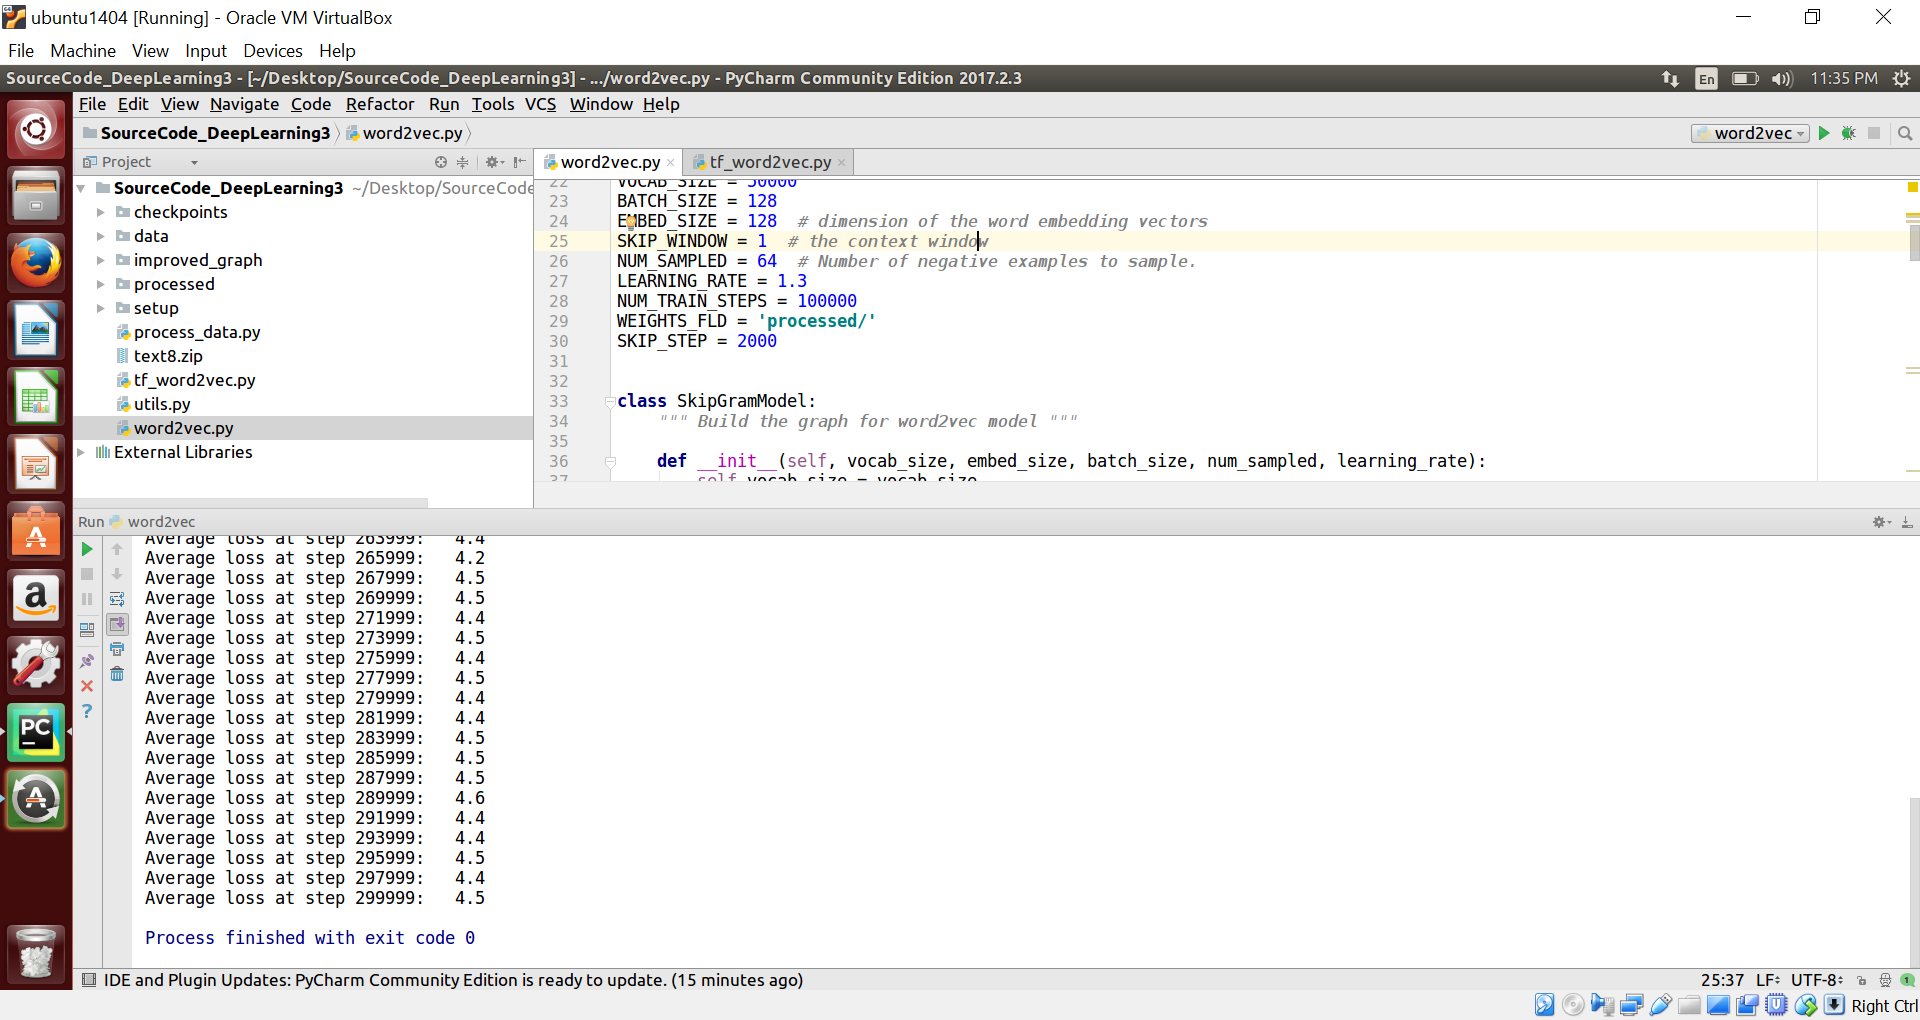 ubuntu1404 [Running] - Oracle VM VirtualBox
File Machine View Input Devices Help
SourceCode_DeepLearning3 - [~/Desktop/SourceCode_DeepLearning3] - .../word2vec.py - PyCharm Community Edition 2017.2.3
En 11:35 PM
File Edit View Navigate Code Refactor Run Tools VCS Window Help
SourceCode_DeepLearning3 word2vec.py
word2vec
Project
word2vec.py tf_word2vec.py
SourceCode_DeepLearning3 ~/Desktop/SourceCode
checkpoints
data
improved_graph
processed
setup
process_data.py
text8.zip
tf_word2vec.py
utils.py
word2vec.py
External Libraries
22 VOCAB_SIZE = 50000
23 BATCH_SIZE = 128
24 EMBED_SIZE = 128 # dimension of the word embedding vectors
25 SKIP_WINDOW = 1 # the context window
26 NUM_SAMPLED = 64 # Number of negative examples to sample.
27 LEARNING_RATE = 1.3
28 NUM_TRAIN_STEPS = 100000
29 WEIGHTS_FLD = 'processed/'
30 SKIP_STEP = 2000
31
32
33 class SkipGramModel:
34 """ Build the graph for word2vec model """
35
36 def __init__(self, vocab_size, embed_size, batch_size, num_sampled, learning_rate):
37 self.vocab_size = vocab_size
Run word2vec
Average loss at step 263999: 4.4
Average loss at step 265999: 4.2
Average loss at step 267999: 4.5
Average loss at step 269999: 4.5
Average loss at step 271999: 4.4
Average loss at step 273999: 4.5
Average loss at step 275999: 4.4
Average loss at step 277999: 4.5
Average loss at step 279999: 4.4
Average loss at step 281999: 4.4
Average loss at step 283999: 4.5
Average loss at step 285999: 4.5
Average loss at step 287999: 4.5
Average loss at step 289999: 4.6
Average loss at step 291999: 4.4
Average loss at step 293999: 4.4
Average loss at step 295999: 4.5
Average loss at step 297999: 4.4
Average loss at step 299999: 4.5
Process finished with exit code 0
IDE and Plugin Updates: PyCharm Community Edition is ready to update. (15 minutes ago)
25:37 LF UTF-8 1
Right Ctrl
PC
a